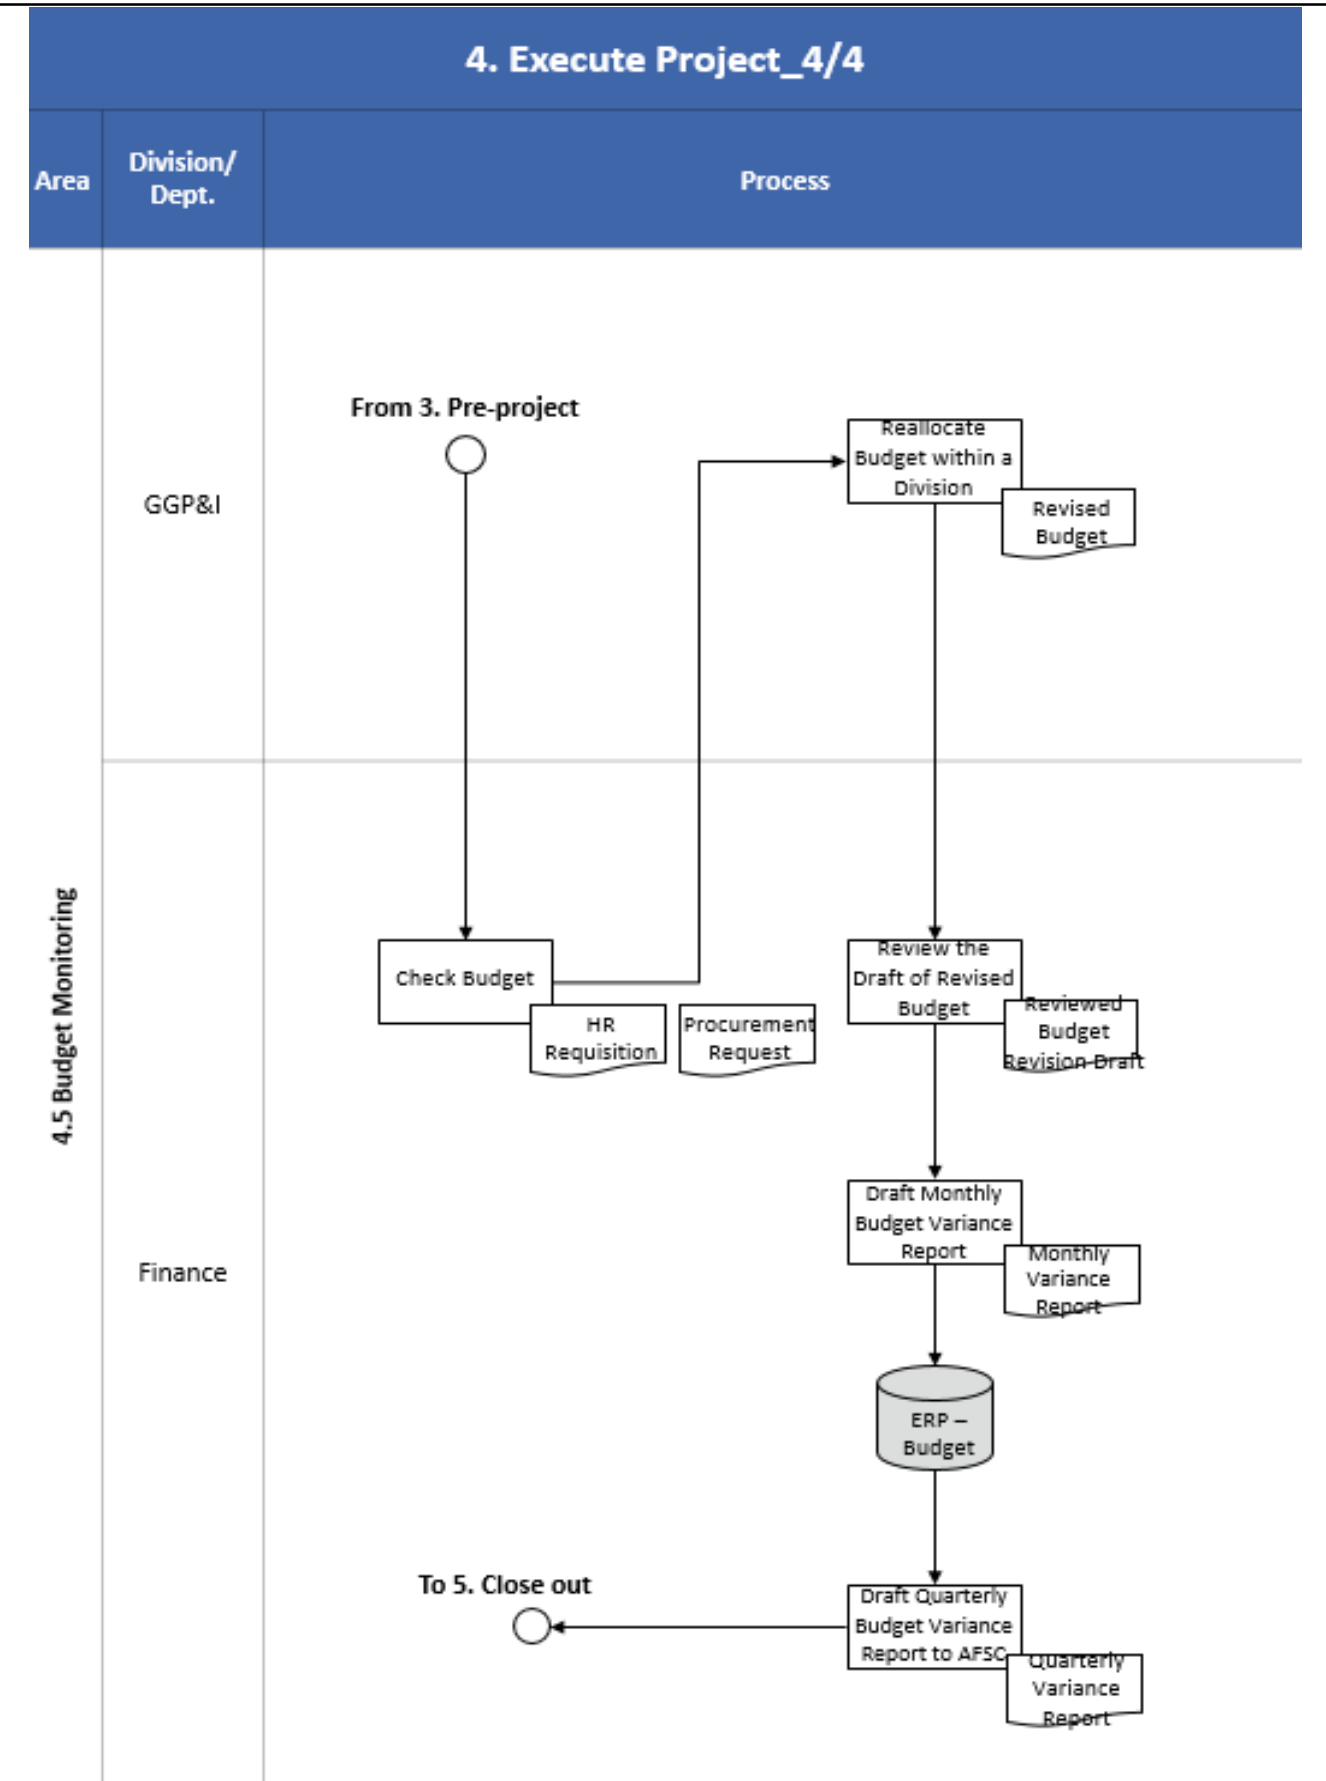 4. Execute Project_4/4
Area
Division/
Dept.
Process
From 3. Pre-project
Reallocate
Budget within a
Division
Revised
Budget
GGP&I
4.5 Budget Monitoring
Check Budget
HR
Requisition
Procurement
Request
Review the
Draft of Revised
Budget
Reviewed
Budget
Revision Draft
Draft Monthly
Budget Variance
Report
Monthly
Variance
Report
Finance
ERP –
Budget
To 5. Close out
Draft Quarterly
Budget Variance
Report to AFSC
Quarterly
Variance
Report